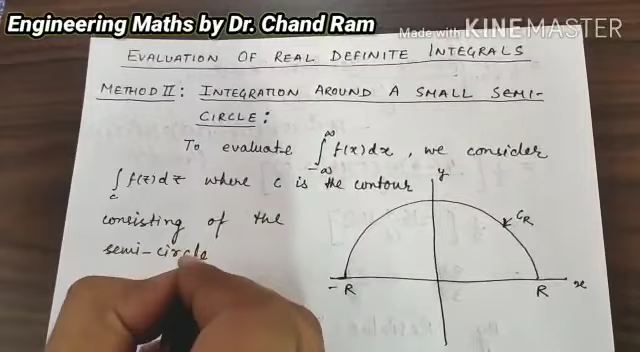 Engineering Maths by Dr. Chand Ram
Made with KINEMASTER
EVALUATION OF REAL DEFINITE INTEGRALS
METHOD II: INTEGRATION AROUND A SMALL SEMI-
CIRCLE:
To evaluate ∫_{-∞}^{∞} f(x)dx, we consider
∫_c f(z)dz where c is the contour
consisting of the
semi-circle
y
C_R
-R
R
x